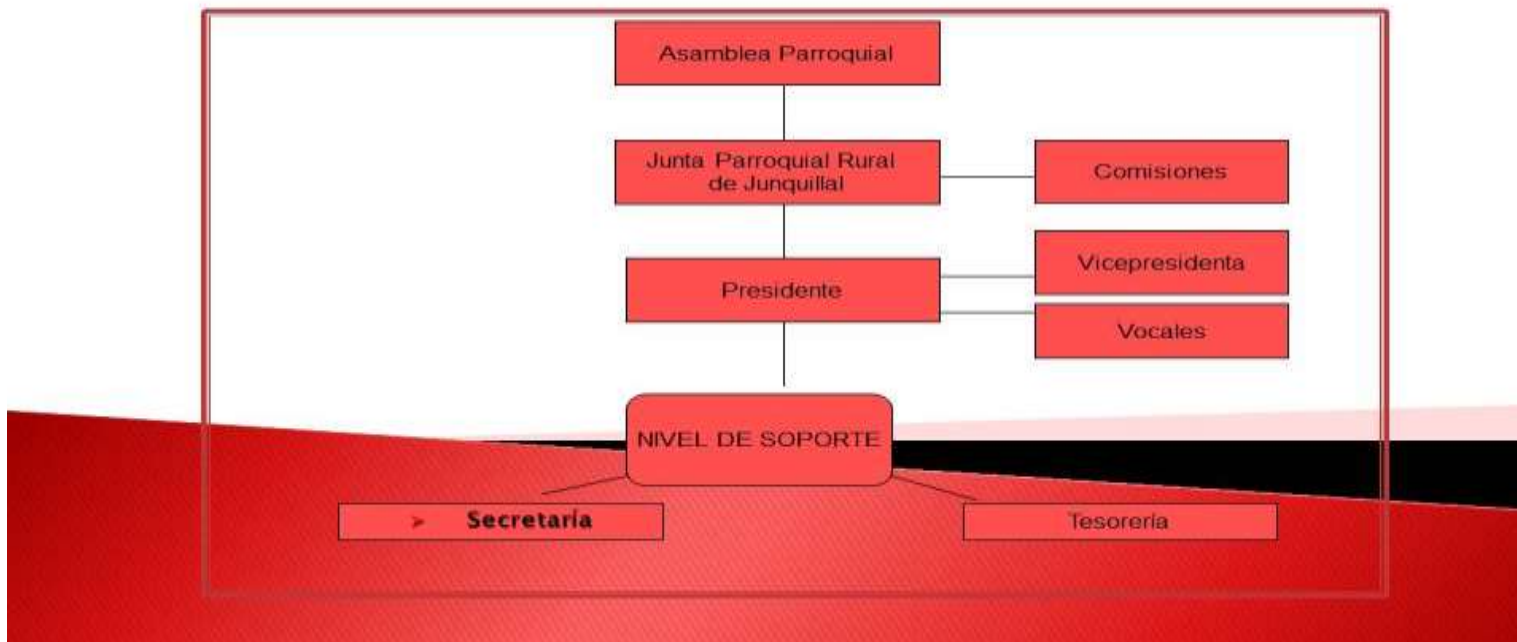 Asamblea Parroquial
Junta Parroquial Rural
de Junquillal
Comisiones
Vicepresidenta
Presidente
Vocales
NIVEL DE SOPORTE
➢ Secretaría
Tesorería